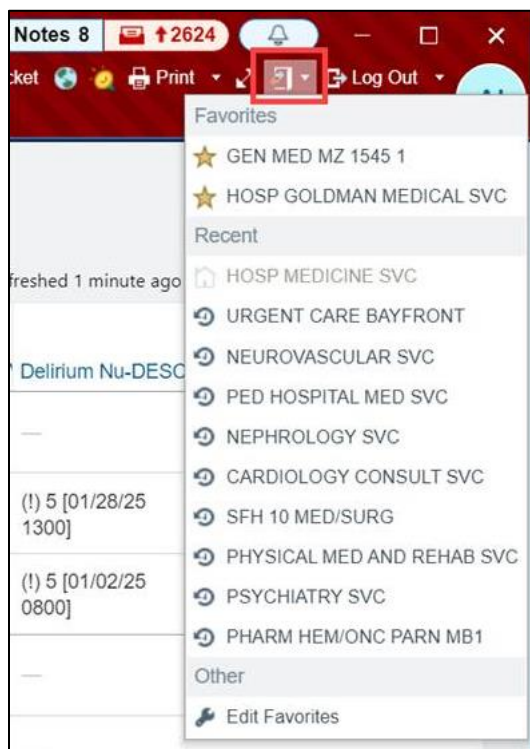 Notes 8 2624
Print Log Out
Favorites
GEN MED MZ 1545 1
HOSP GOLDMAN MEDICAL SVC
Recent
HOSP MEDICINE SVC
URGENT CARE BAYFRONT
NEUROVASCULAR SVC
PED HOSPITAL MED SVC
NEPHROLOGY SVC
CARDIOLOGY CONSULT SVC
SFH 10 MED/SURG
PHYSICAL MED AND REHAB SVC
PSYCHIATRY SVC
PHARM HEM/ONC PARN MB1
Other
Edit Favorites
freshed 1 minute ago
Delirium Nu-DESC
(!) 5 [01/28/25
1300]
(!) 5 [01/02/25
0800]